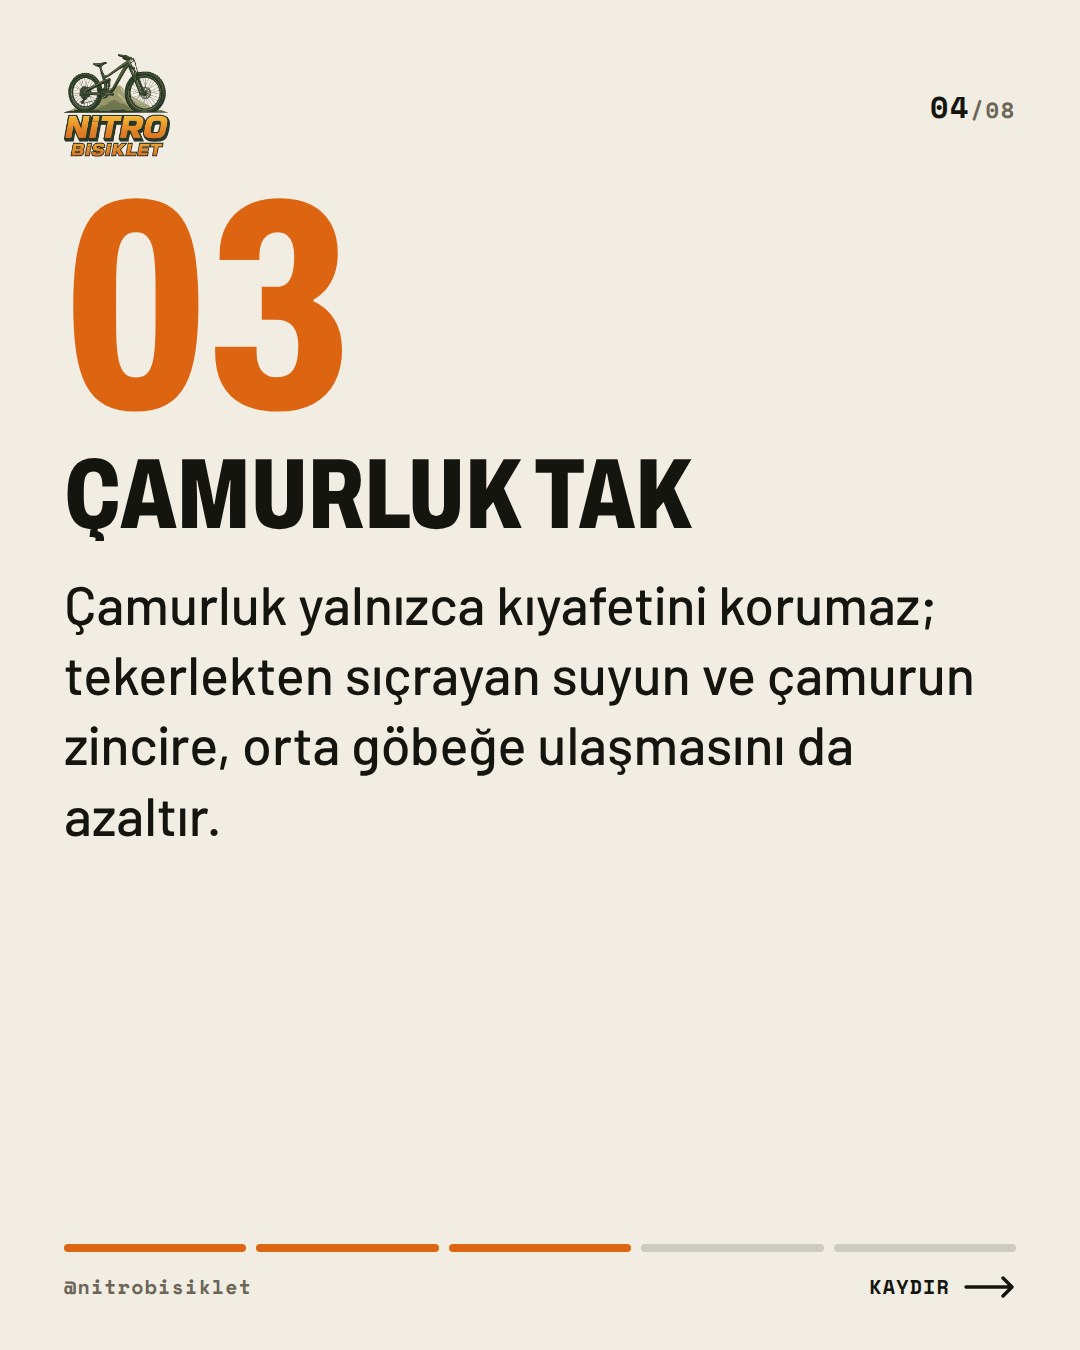 NiTRO
BISIKLET
04/08
03
ÇAMURLUK TAK
Çamurluk yalnızca kıyafetini korumaz;
tekerlekten sıçrayan suyun ve çamurun
zincire, orta göbeğe ulaşmasını da
azaltır.
@nitrobisiklet
KAYDIR